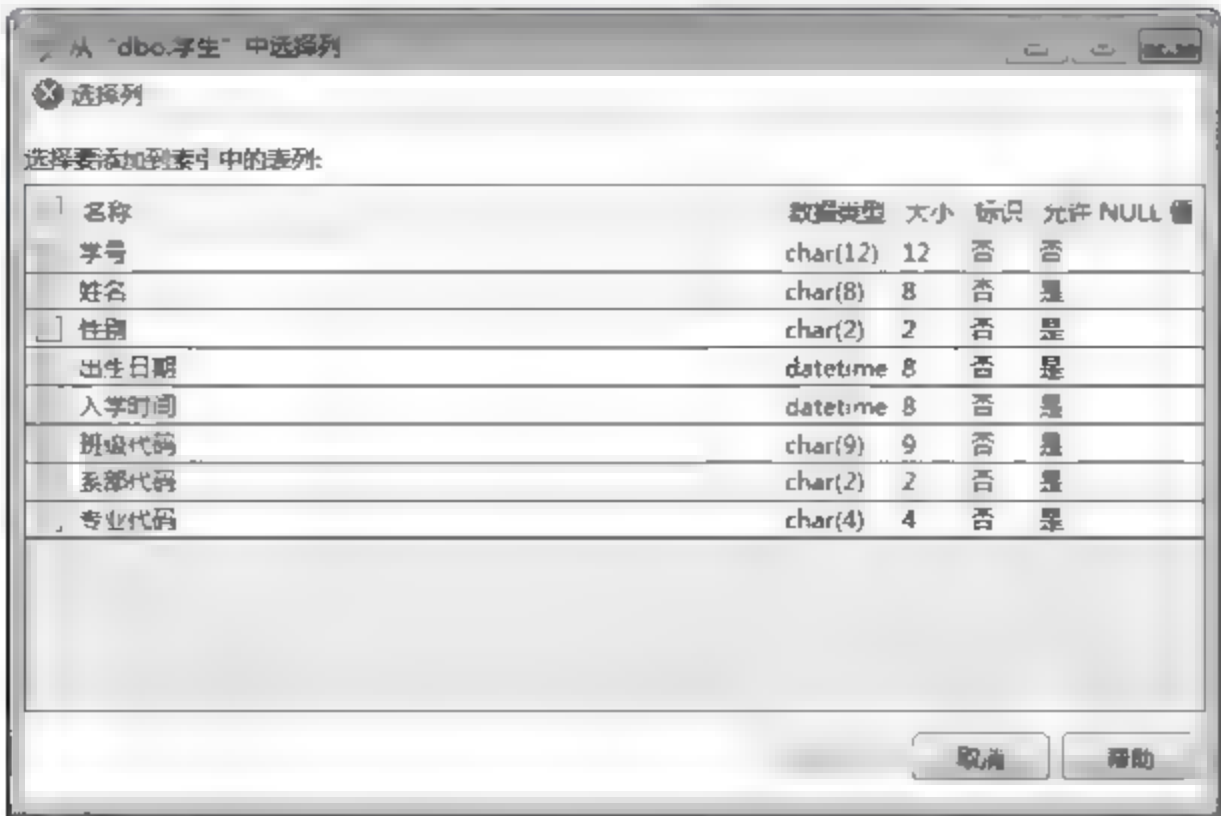 从 "dbo.学生" 中选择列
选择列
选择要添加到索引中的表列:
名称 数据类型 大小 标识 允许 NULL 值
学号 char(12) 12 否 否
姓名 char(8) 8 否 是
性别 char(2) 2 否 是
出生日期 datetime 8 否 是
入学时间 datetime 8 否 是
班级代码 char(9) 9 否 是
系部代码 char(2) 2 否 是
专业代码 char(4) 4 否 是
取消 帮助